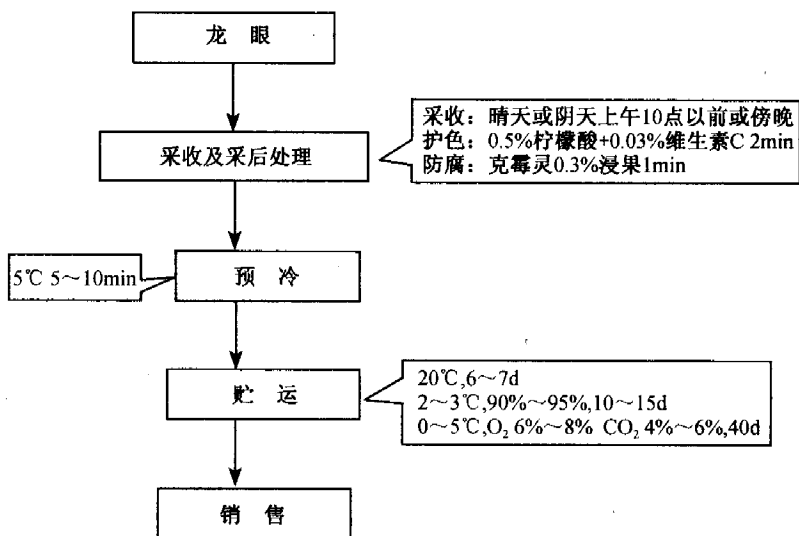 龙 眼
采收及采后处理
采收：晴天或阴天上午10点以前或傍晚
护色：0.5%柠檬酸+0.03%维生素C 2min
防腐：克霉灵0.3%浸果1min
5℃ 5～10min
预 冷
贮 运
20℃,6～7d
2～3℃,90%～95%,10～15d
0～5℃,O₂ 6%～8% CO₂ 4%～6%,40d
销 售